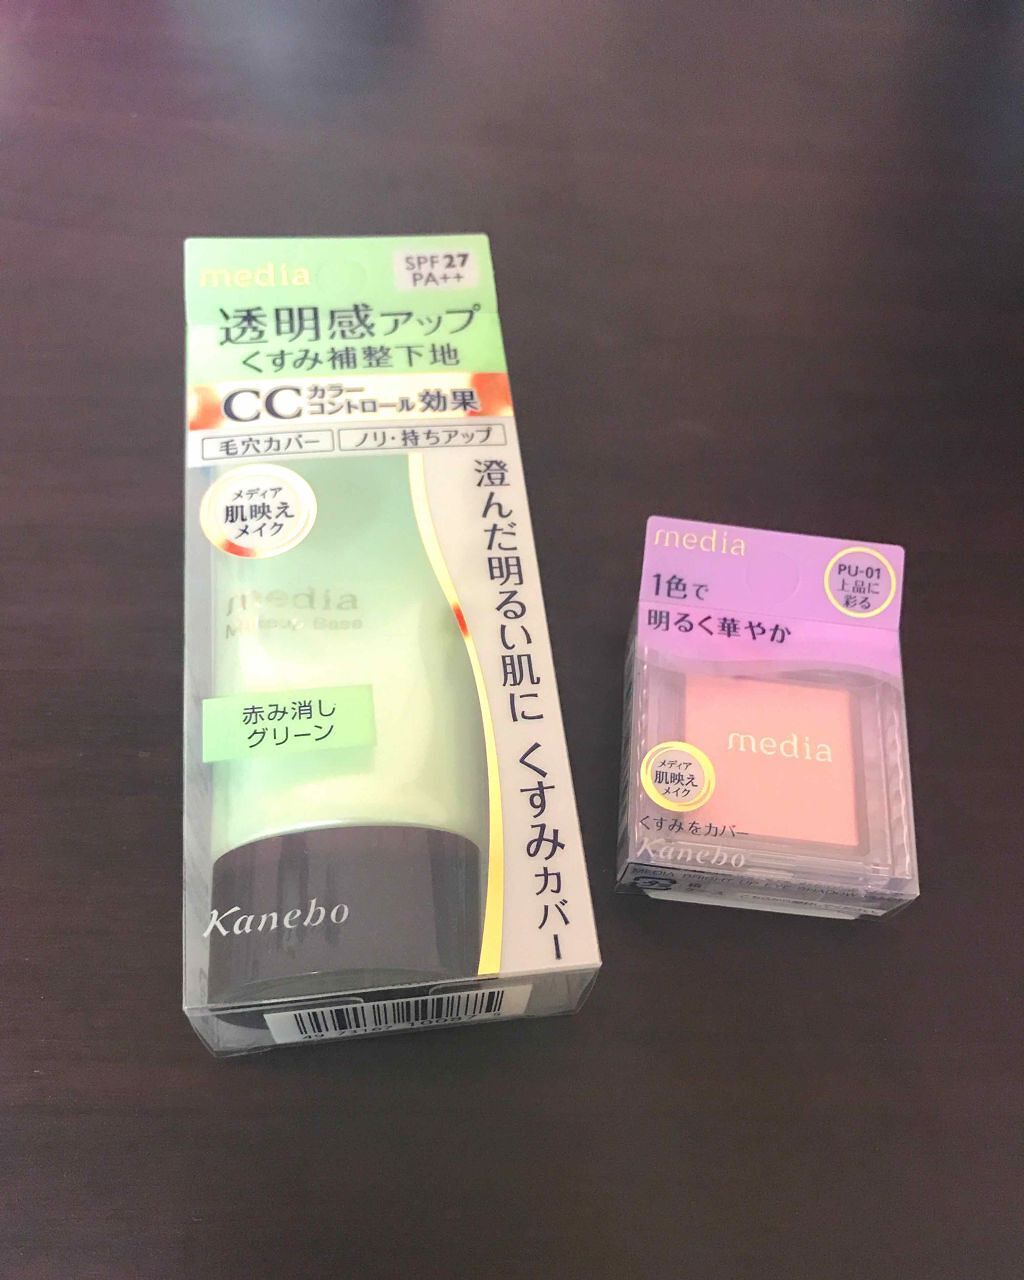 media
SPF27
PA++
透明感アップ
くすみ補整下地
CCカラーコントロール効果
毛穴カバー
ノリ・持ちアップ
メディア
肌映え
メイク
澄んだ明るい肌に くすみカバー
media
Makeup Base
赤み消し
グリーン
Kanebo
media
PU-01
上品に
彩る
1色で
明るく華やか
media
メディア
肌映え
メイク
くすみをカバー
Kanebo